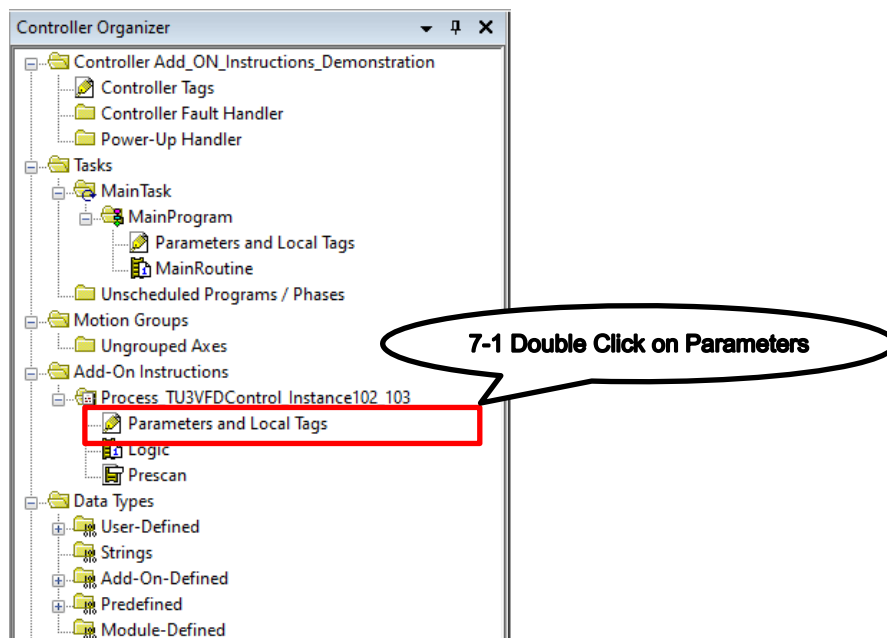 Controller Organizer
Controller Add_ON_Instructions_Demonstration
Controller Tags
Controller Fault Handler
Power-Up Handler
Tasks
MainTask
MainProgram
Parameters and Local Tags
MainRoutine
Unscheduled Programs / Phases
Motion Groups
Ungrouped Axes
7-1 Double Click on Parameters
Add-On Instructions
Process_TU3VFDControl_Instance102_103
Parameters and Local Tags
Logic
Prescan
Data Types
User-Defined
Strings
Add-On-Defined
Predefined
Module-Defined